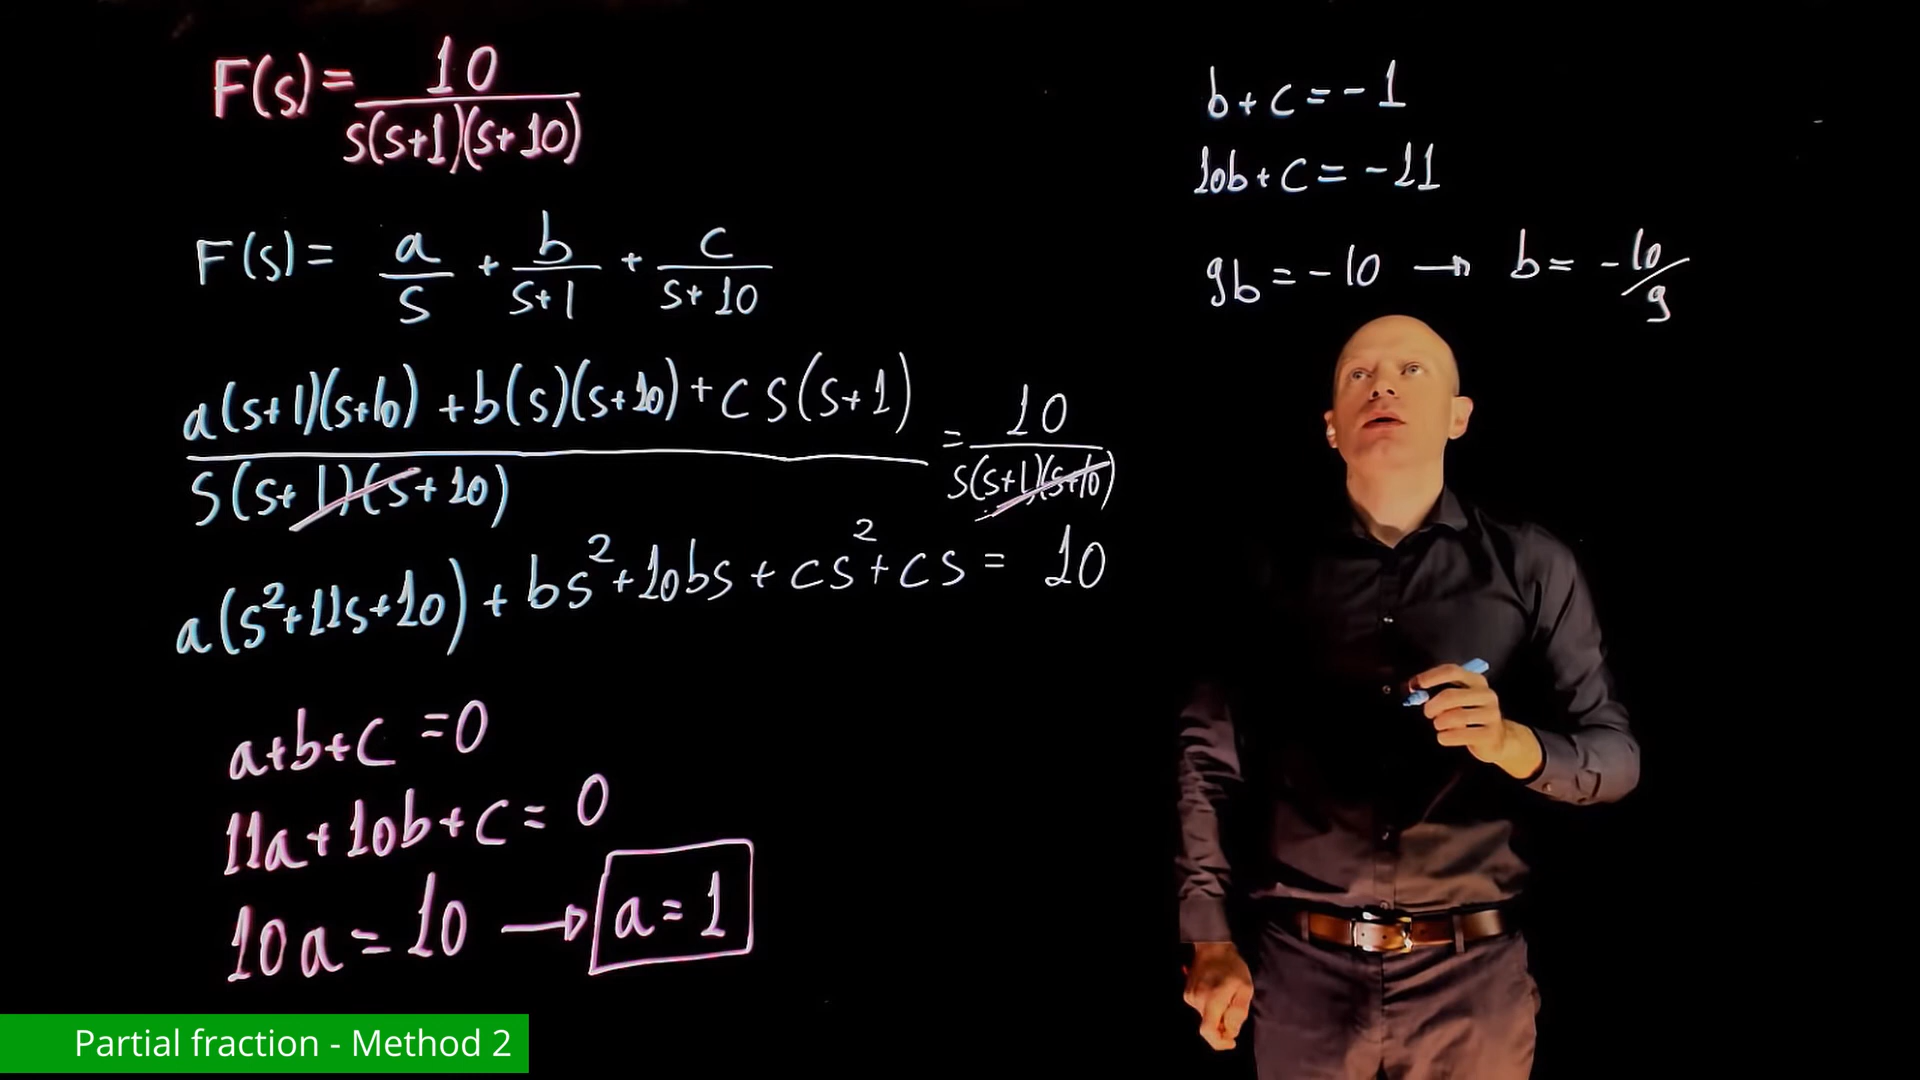 F(s)= 10 / s(s+1)(s+10)
F(s)= a/s + b/s+1 + c/s+10
a(s+1)(s+10) +b(s)(s+10)+c s(s+1) / s(s+1)(s+10) = 10 / s(s+1)(s+10)
a(s²+11s+10)+bs²+10bs+cs²+cs= 10
a+b+c =0
11a+10b+c= 0
10a=10 → a=1
b+c=-1
10b+c=-11
9b=-10 → b= -10/9
Partial fraction - Method 2